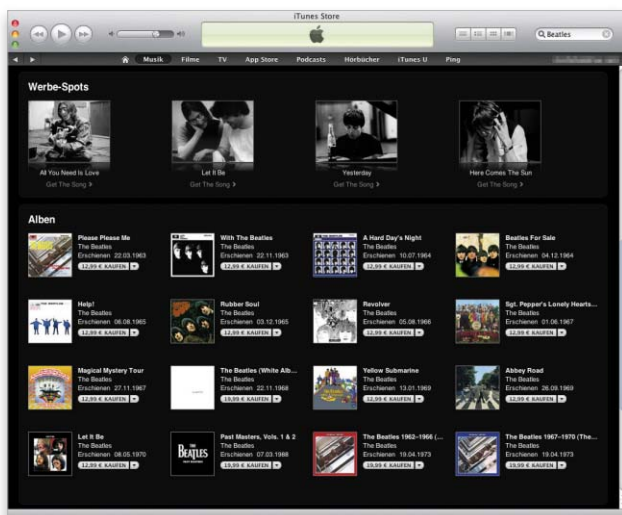 iTunes Store
Beatles
Musik Filme TV App Store Podcasts Hörbücher iTunes U Ping
Werbe-Spots
All You Need Is Love Let It Be Yesterday Here Comes The Sun
Get The Song > Get The Song > Get The Song > Get The Song >
Alben
Please Please Me
The Beatles
Erschienen 22.03.1963
12,99 € KAUFEN
With The Beatles
The Beatles
Erschienen 22.11.1963
12,99 € KAUFEN
A Hard Day's Night
The Beatles
Erschienen 10.07.1964
12,99 € KAUFEN
Beatles For Sale
The Beatles
Erschienen 04.12.1964
12,99 € KAUFEN
Help!
The Beatles
Erschienen 06.08.1965
12,99 € KAUFEN
Rubber Soul
The Beatles
Erschienen 03.12.1965
12,99 € KAUFEN
Revolver
The Beatles
Erschienen 05.08.1966
12,99 € KAUFEN
Sgt. Pepper's Lonely Hearts...
The Beatles
Erschienen 01.06.1967
12,99 € KAUFEN
Magical Mystery Tour
The Beatles
Erschienen 27.11.1967
12,99 € KAUFEN
The Beatles (White Alb...
The Beatles
Erschienen 22.11.1968
19,99 € KAUFEN
Yellow Submarine
The Beatles
Erschienen 13.01.1969
12,99 € KAUFEN
Abbey Road
The Beatles
Erschienen 26.09.1969
12,99 € KAUFEN
Let It Be
The Beatles
Erschienen 08.05.1970
12,99 € KAUFEN
BEATLES
Past Masters, Vols. 1 & 2
The Beatles
Erschienen 07.03.1988
19,99 € KAUFEN
The Beatles 1962–1966 (...
The Beatles
Erschienen 19.04.1973
The Beatles 1967–1970 (The...
The Beatles
Erschienen 19.04.1973